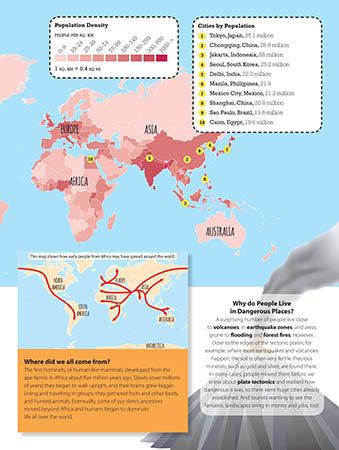 Population Density
PEOPLE PER SQ. KM
0-9
10-24
25-49
50-74
75-99
100-149
150-299
300-999
1000+
1 SQ. KM = 0.4 SQ MI
Cities by Population
1 Tokyo, Japan, 35.1 million
2 Chongqing, China, 28.8 million
3 Jakarta, Indonesia, 28 million
4 Seoul, South Korea, 25.2 million
5 Delhi, India, 22.2 million
6 Manila, Philippines, 21.9
7 Mexico City, Mexico, 21.2 million
8 Shanghai, China, 20.8 million
9 Sao Paulo, Brazil, 19.8 million
10 Cairo, Egypt, 19.6 million
EUROPE
ASIA
AFRICA
AUSTRALIA
10
5
2
4
1
8
6
3
This map shows how early people from Africa may have spread around the world.
NORTH
AMERICA
EUROPE
ASIA
AFRICA
SOUTH
AMERICA
AUSTRALIA
ANTARCTICA
Where did we all come from?
The first hominids, or human-like mammals, developed from the
ape family in Africa about five million years ago. Slowly (over millions
of years) they began to walk upright, and their brains grew bigger.
Living and travelling in groups, they gathered fruits and other foods,
and hunted animals. Eventually, some of our direct ancestors
moved beyond Africa and humans began to dominate
life all over the world.
Why do People Live
in Dangerous Places?
A surprising number of people live close
to volcanoes, in earthquake zones and areas
prone to flooding and forest fires. However,
close to the edges of the tectonic plates, for
example, where most earthquakes and volcanoes
happen, the soil is often very fertile. Precious
minerals, such as gold and silver, are found there.
In many cases, people moved there before we
knew about plate tectonics and realised how
dangerous it was, so there were huge cities already
established. And tourists wanting to see the
fantastic landscapes bring in money and jobs, too!